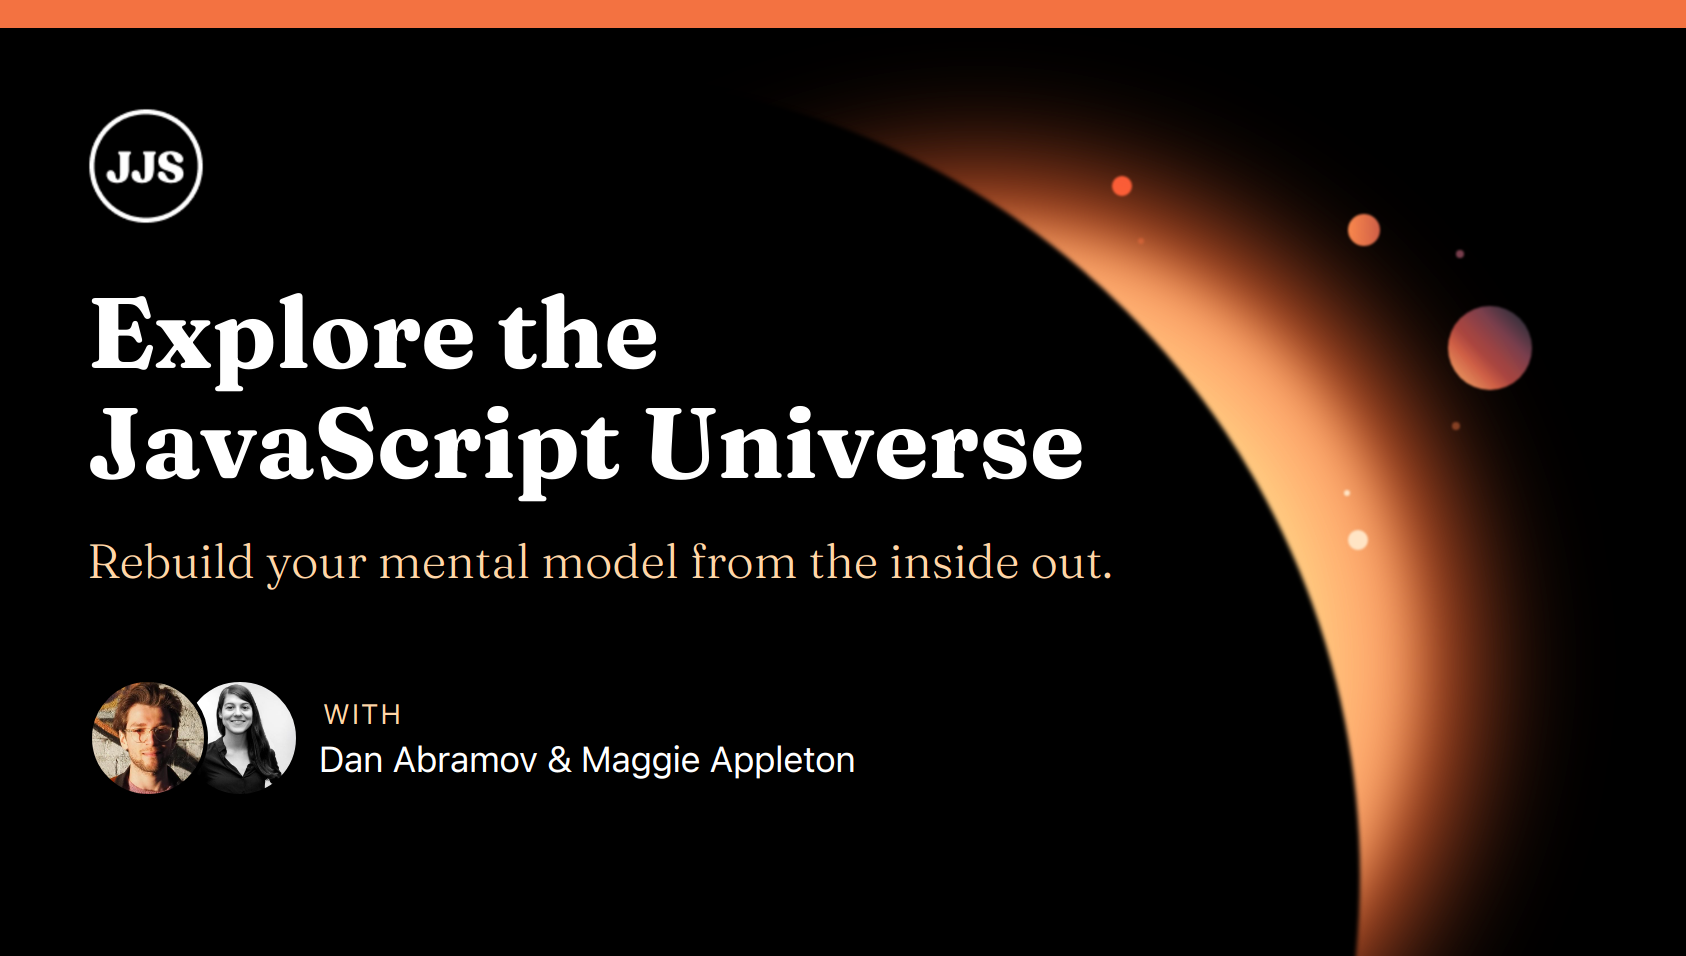 JJS
Explore the
JavaScript Universe
Rebuild your mental model from the inside out.
WITH
Dan Abramov & Maggie Appleton